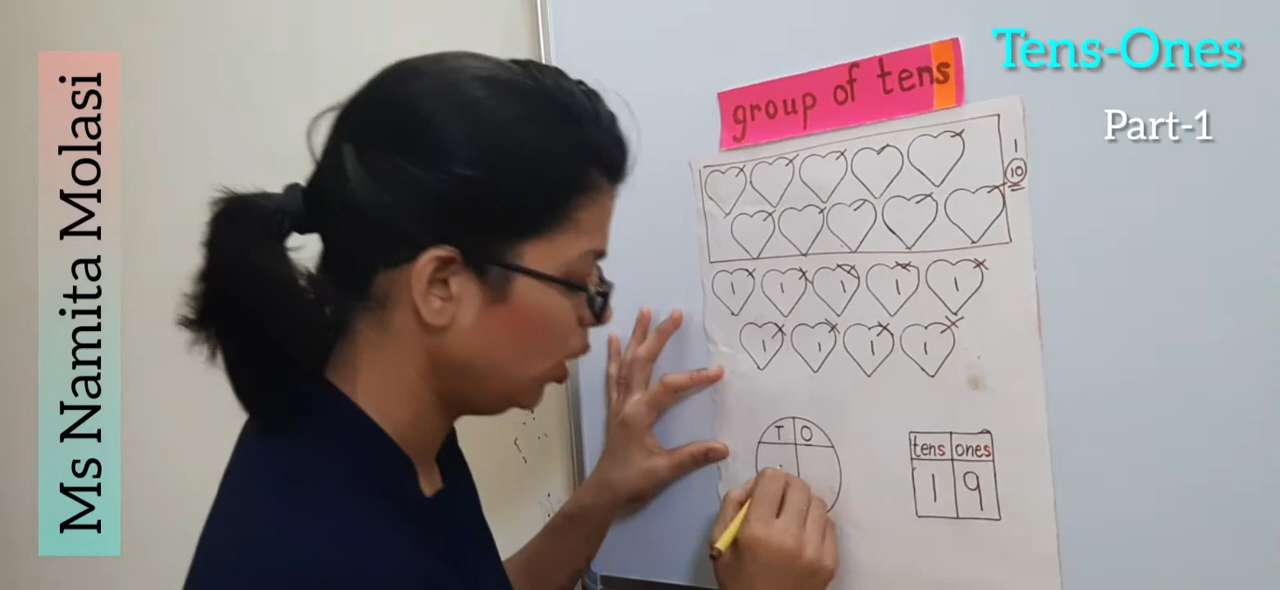 Ms Namita Molasi
Tens-Ones
Part-1
group of tens
1
10
1 1 1 1 1
1 1 1 1
T O
tens ones
1 9